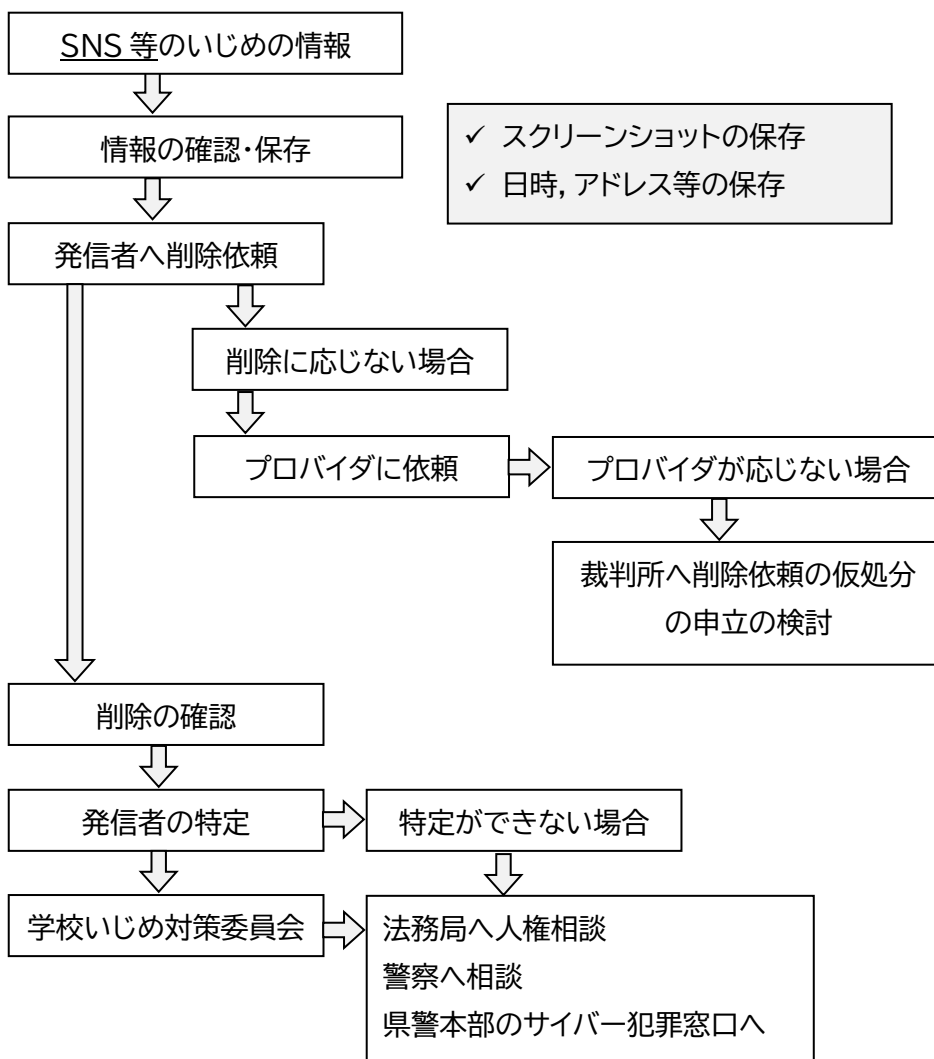 SNS 等のいじめの情報
情報の確認・保存
✓ スクリーンショットの保存
✓ 日時, アドレス等の保存
発信者へ削除依頼
削除に応じない場合
プロバイダに依頼
プロバイダが応じない場合
裁判所へ削除依頼の仮処分
の申立の検討
削除の確認
発信者の特定
特定ができない場合
学校いじめ対策委員会
法務局へ人権相談
警察へ相談
県警本部のサイバー犯罪窓口へ